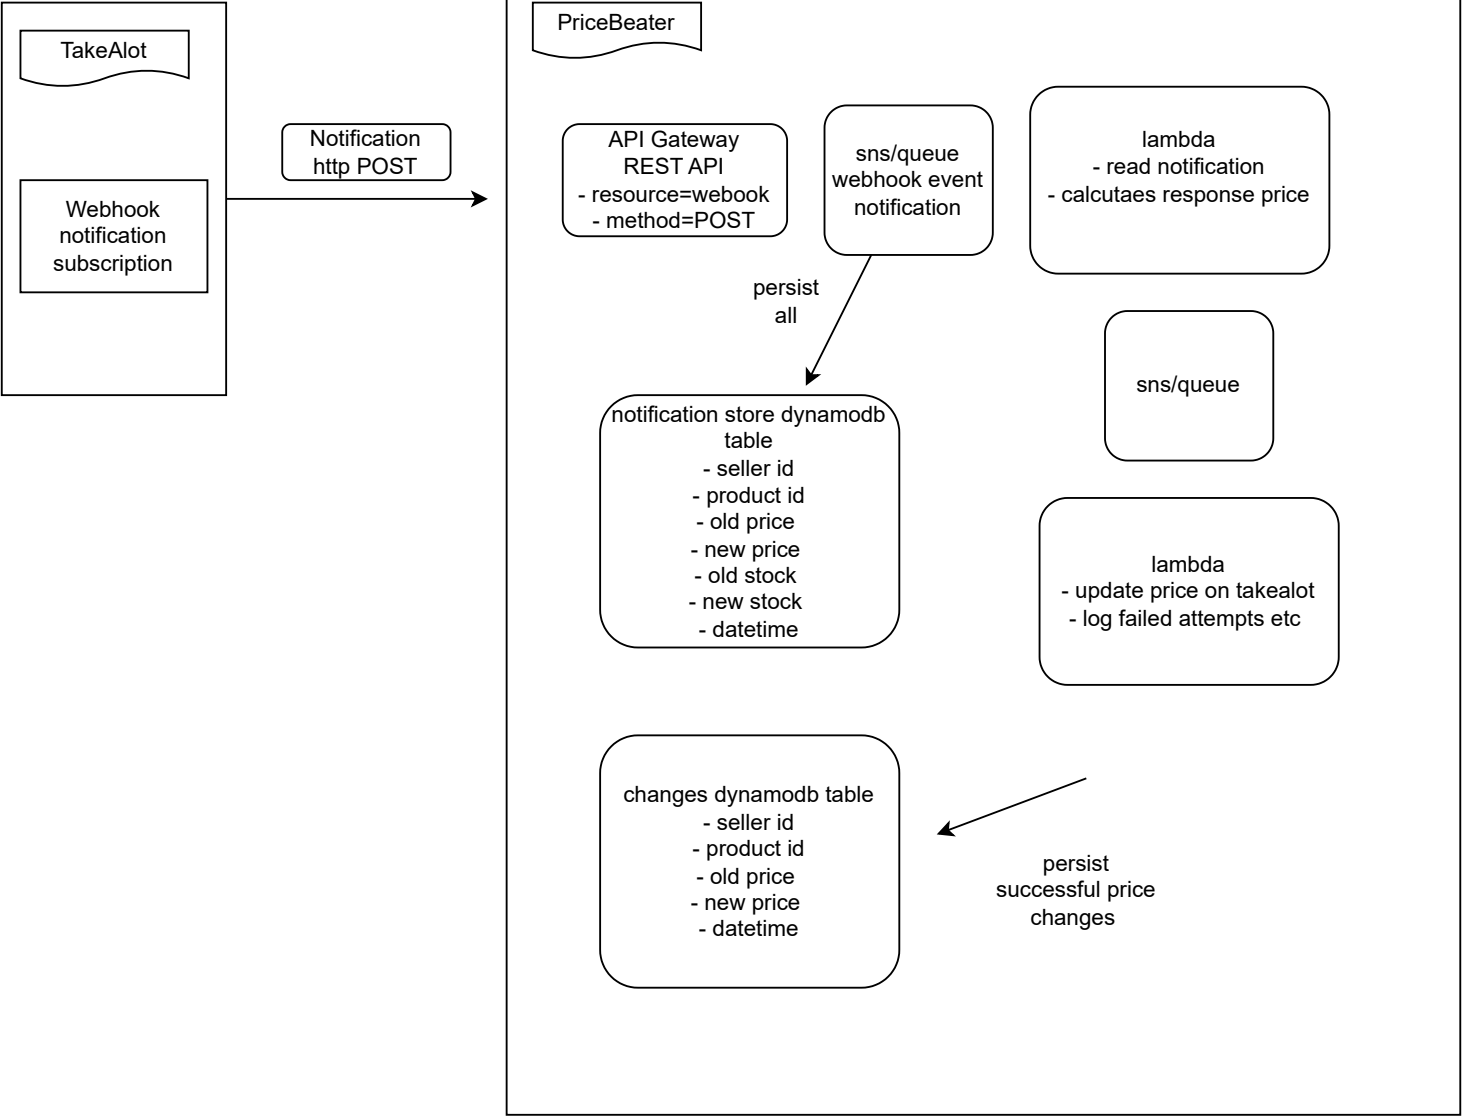 TakeAlot
Webhook
notification
subscription
Notification
http POST
PriceBeater
API Gateway
REST API
- resource=webook
- method=POST
sns/queue
webhook event
notification
lambda
- read notification
- calcutaes response price
persist
all
sns/queue
notification store dynamodb
table
- seller id
- product id
- old price
- new price
- old stock
- new stock
- datetime
lambda
- update price on takealot
- log failed attempts etc
changes dynamodb table
- seller id
- product id
- old price
- new price
- datetime
persist
successful price
changes